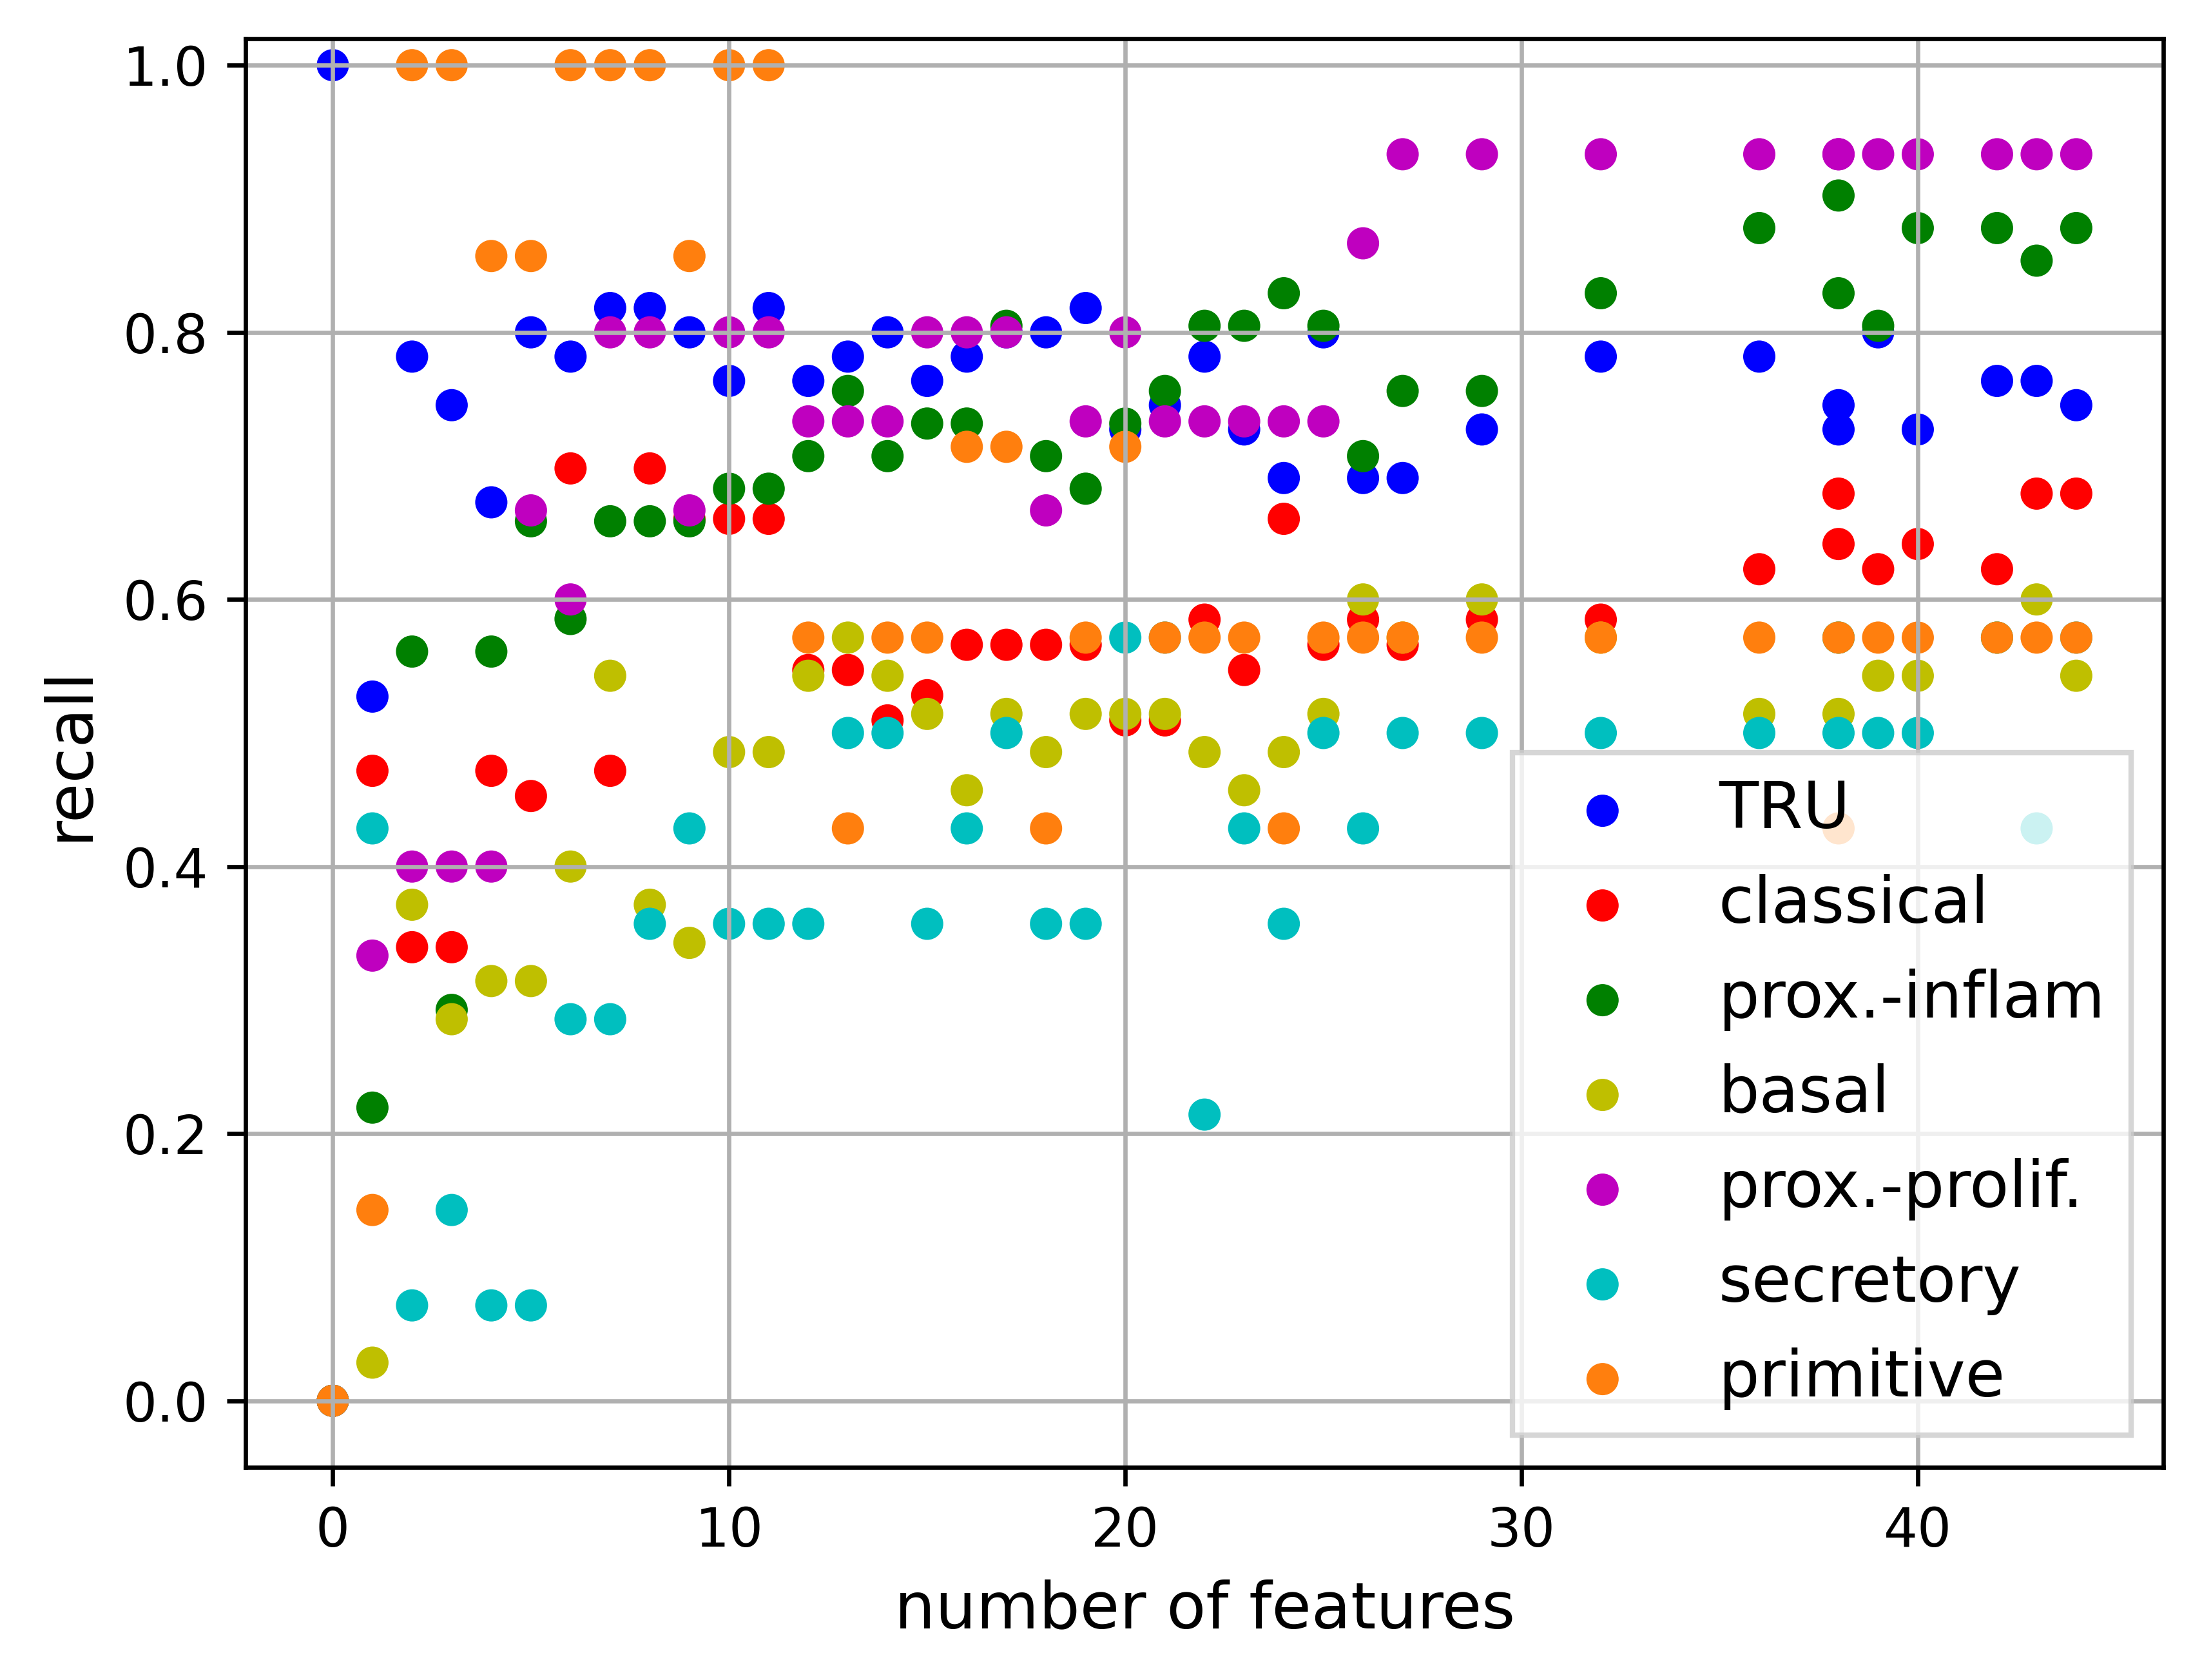 1.0
0.8
0.6
0.4
0.2
0.0
recall
TRU
classical
prox.-inflam
basal
prox.-prolif.
secretory
primitive
0 10 20 30 40
number of features